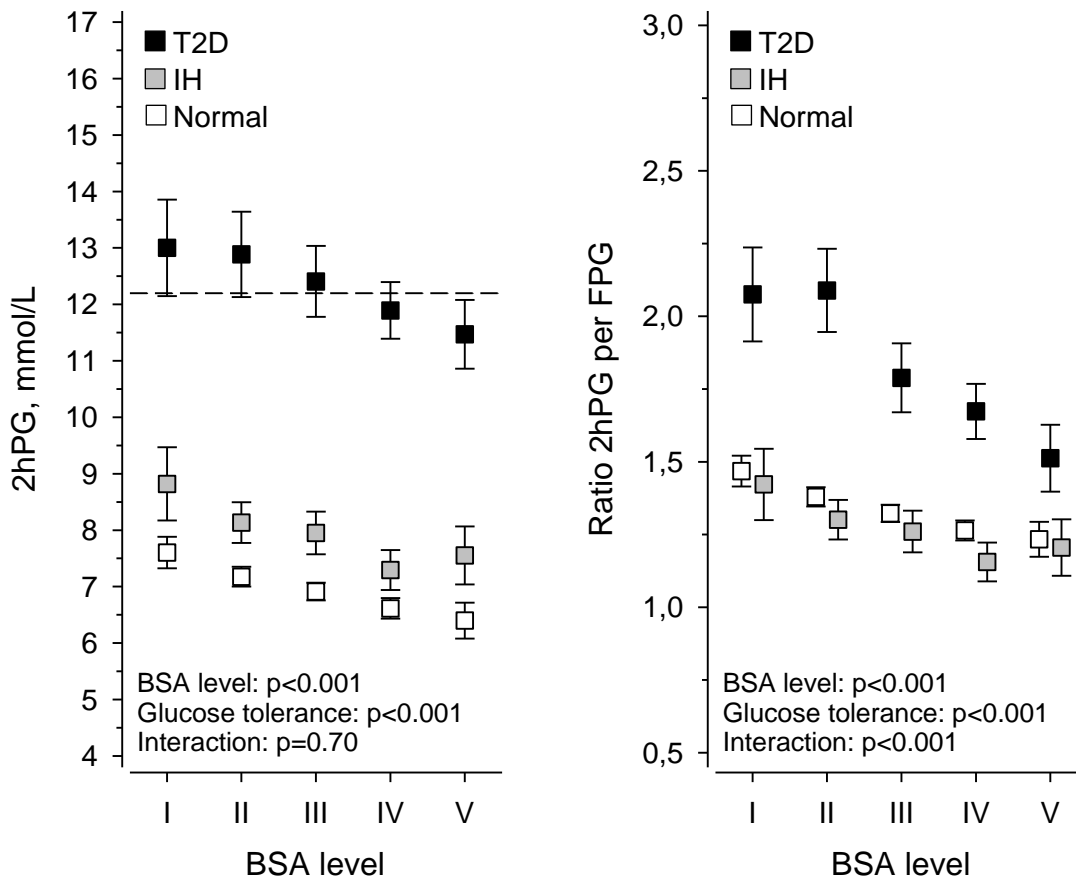 17
16
15
14
13
12
11
10
9
8
7
6
5
4
2hPG, mmol/L
T2D
IH
Normal
BSA level: p<0.001
Glucose tolerance: p<0.001
Interaction: p=0.70
I II III IV V
BSA level
3,0
2,5
2,0
1,5
1,0
0,5
Ratio 2hPG per FPG
T2D
IH
Normal
BSA level: p<0.001
Glucose tolerance: p<0.001
Interaction: p<0.001
I II III IV V
BSA level